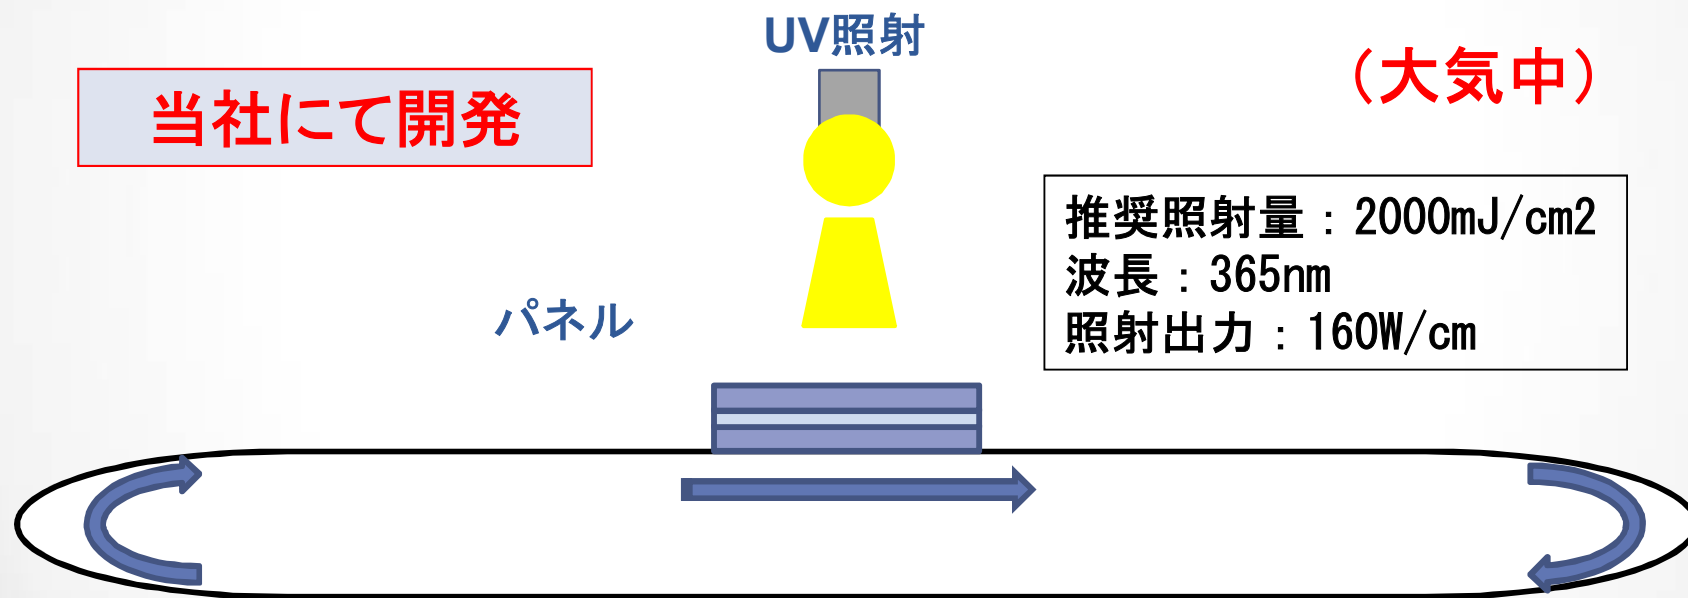 UV照射
（大気中）
当社にて開発
推奨照射量：2000mJ/cm2
波長：365nm
照射出力：160W/cm
パネル